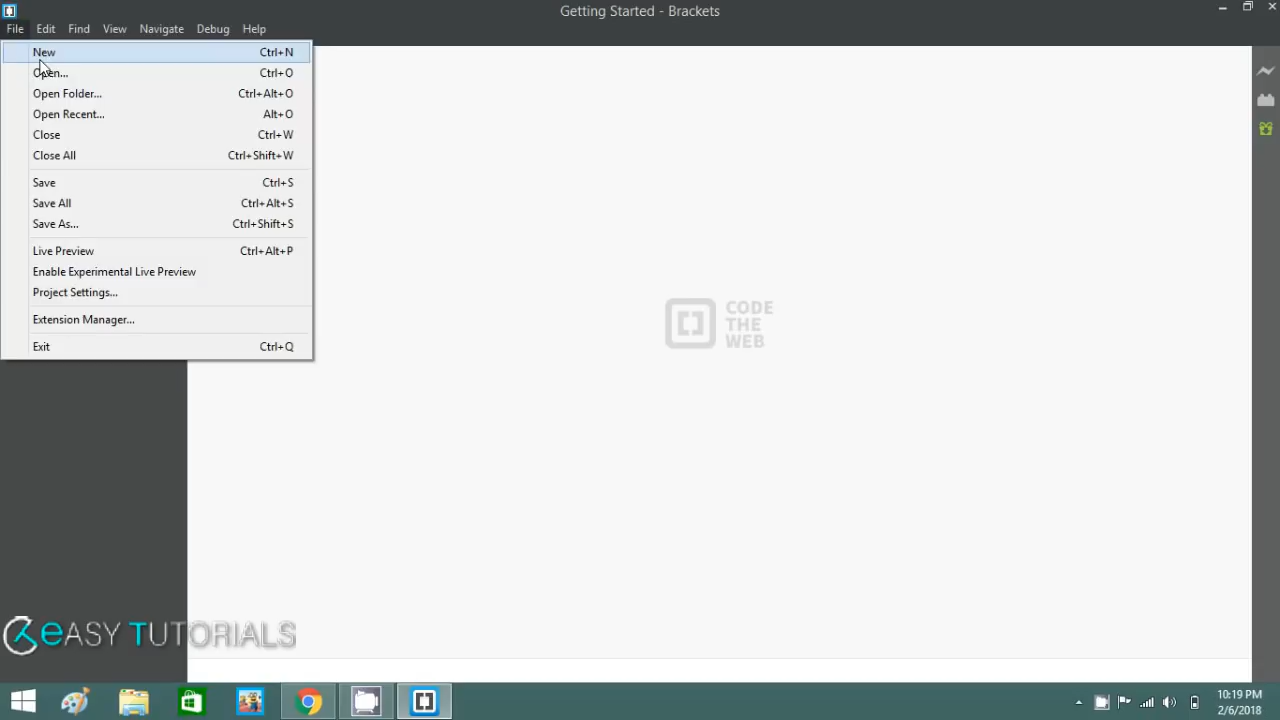 Getting Started - Brackets
File Edit Find View Navigate Debug Help
New Ctrl+N
Open... Ctrl+O
Open Folder... Ctrl+Alt+O
Open Recent... Alt+O
Close Ctrl+W
Close All Ctrl+Shift+W
Save Ctrl+S
Save All Ctrl+Alt+S
Save As... Ctrl+Shift+S
Live Preview Ctrl+Alt+P
Enable Experimental Live Preview
Project Settings...
Extension Manager...
Exit Ctrl+Q
CODE
THE
WEB
eASY TUTORIALS
10:19 PM
2/6/2018